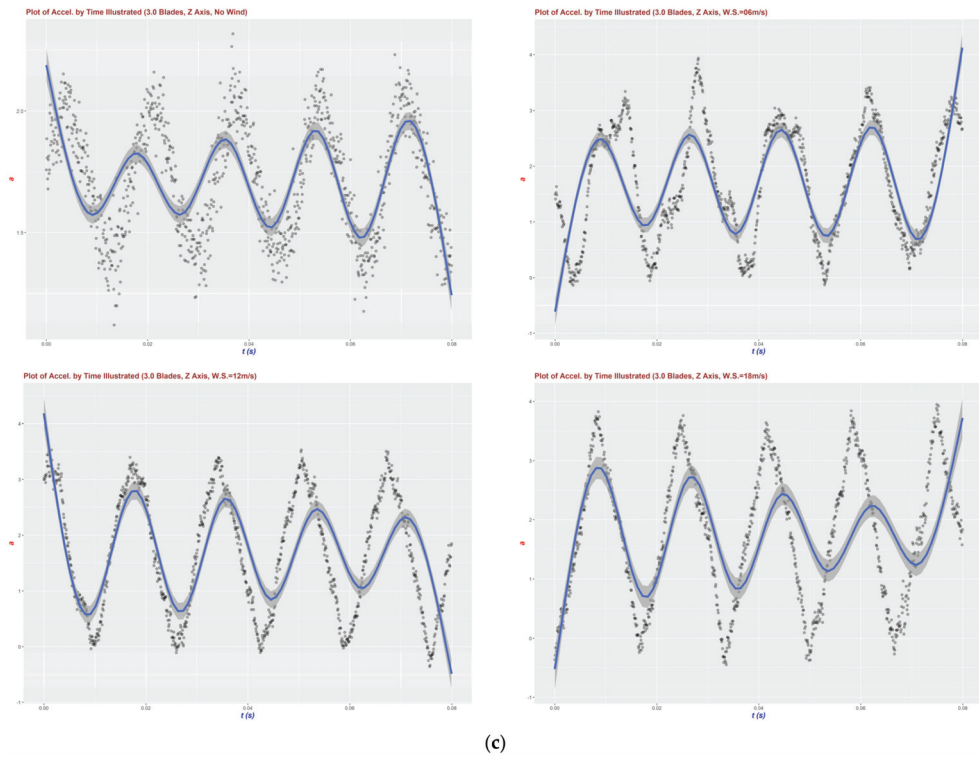 Plot of Accel. by Time Illustrated (3.0 Blades, Z Axis, No Wind)
2.0
1.5
a
0.00 0.02 0.04 0.06 0.08
t (s)
Plot of Accel. by Time Illustrated (3.0 Blades, Z Axis, W.S.=06m/s)
4
3
2
1
0
-1
a
0.00 0.02 0.04 0.06 0.08
t (s)
Plot of Accel. by Time Illustrated (3.0 Blades, Z Axis, W.S.=12m/s)
4
3
2
1
0
-1
a
0.00 0.02 0.04 0.06 0.08
t (s)
Plot of Accel. by Time Illustrated (3.0 Blades, Z Axis, W.S.=18m/s)
4
3
2
1
0
-1
a
0.00 0.02 0.04 0.06 0.08
t (s)
(c)